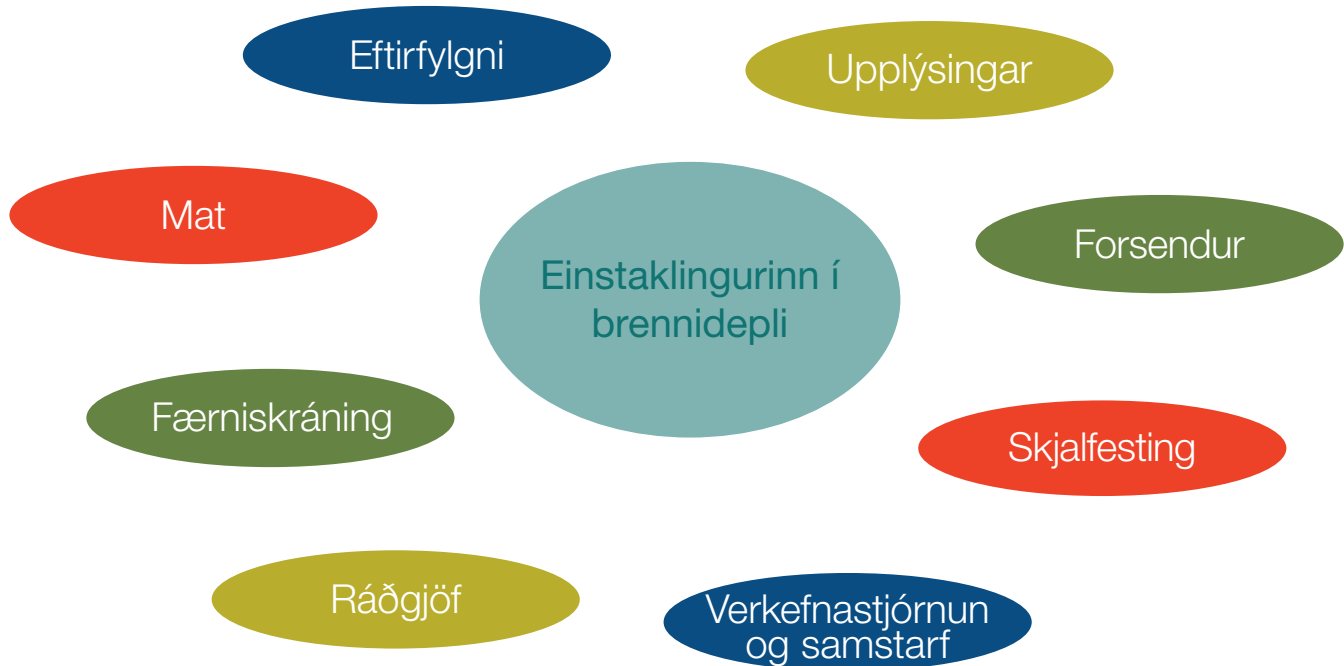 Eftirfylgni
Upplýsingar
Mat
Einstaklingurinn í
brennidepli
Forsendur
Færniskráning
Skjalfesting
Ráðgjöf
Verkefnastjórnun
og samstarf